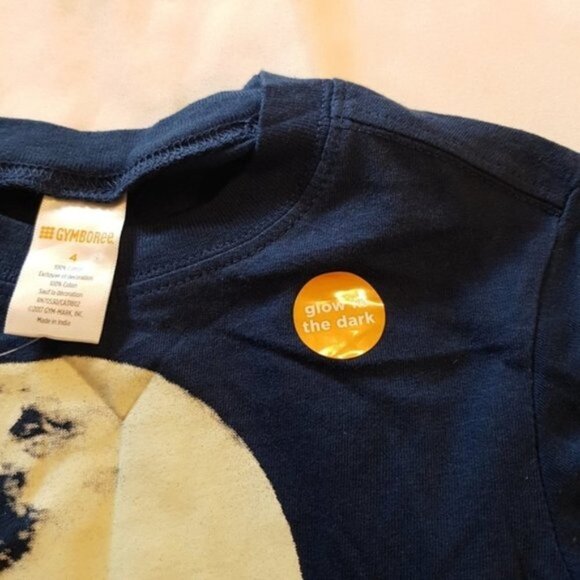 GYMBOREE
4
100% Cotton
Exclusive of decoration
100% Coton
Sauf la décoration
©2017 GYM-MARK, INC.
Made in India
glow in
the dark